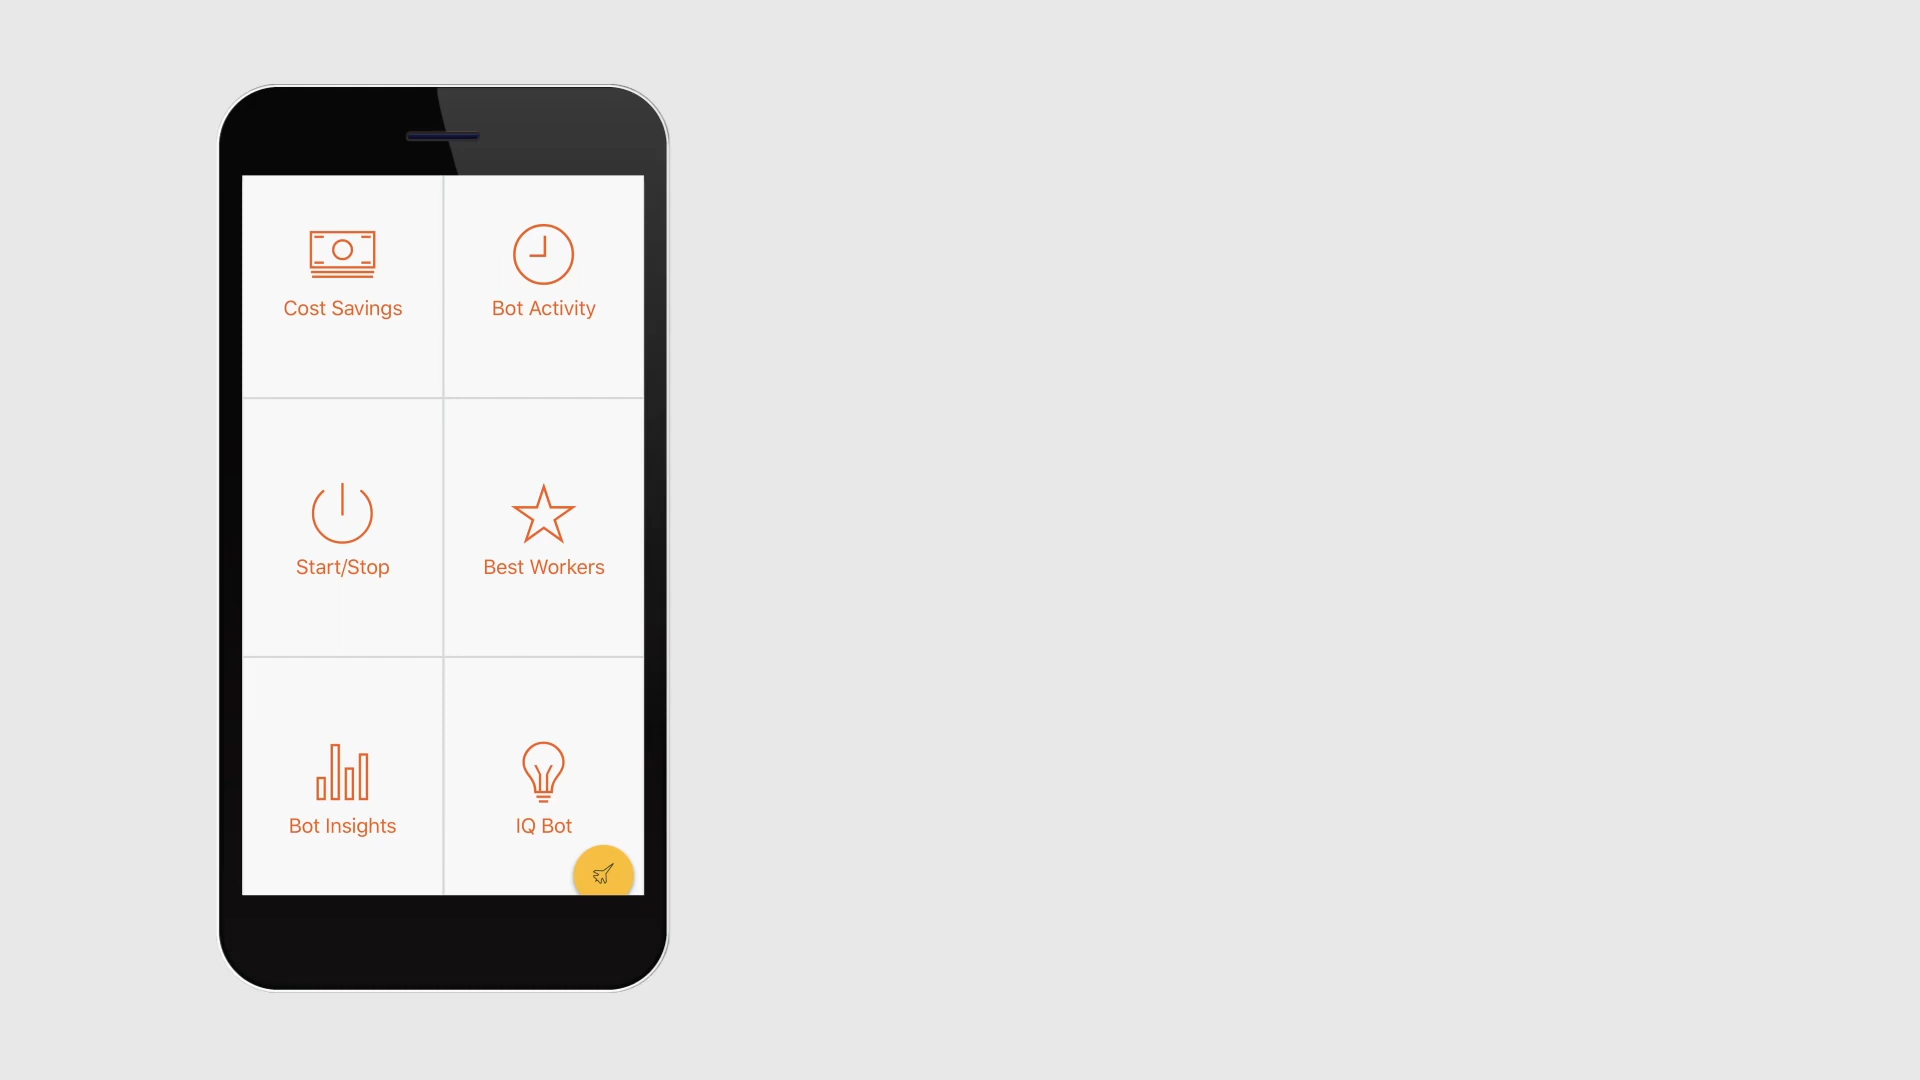 Cost Savings
Bot Activity
Start/Stop
Best Workers
Bot Insights
IQ Bot